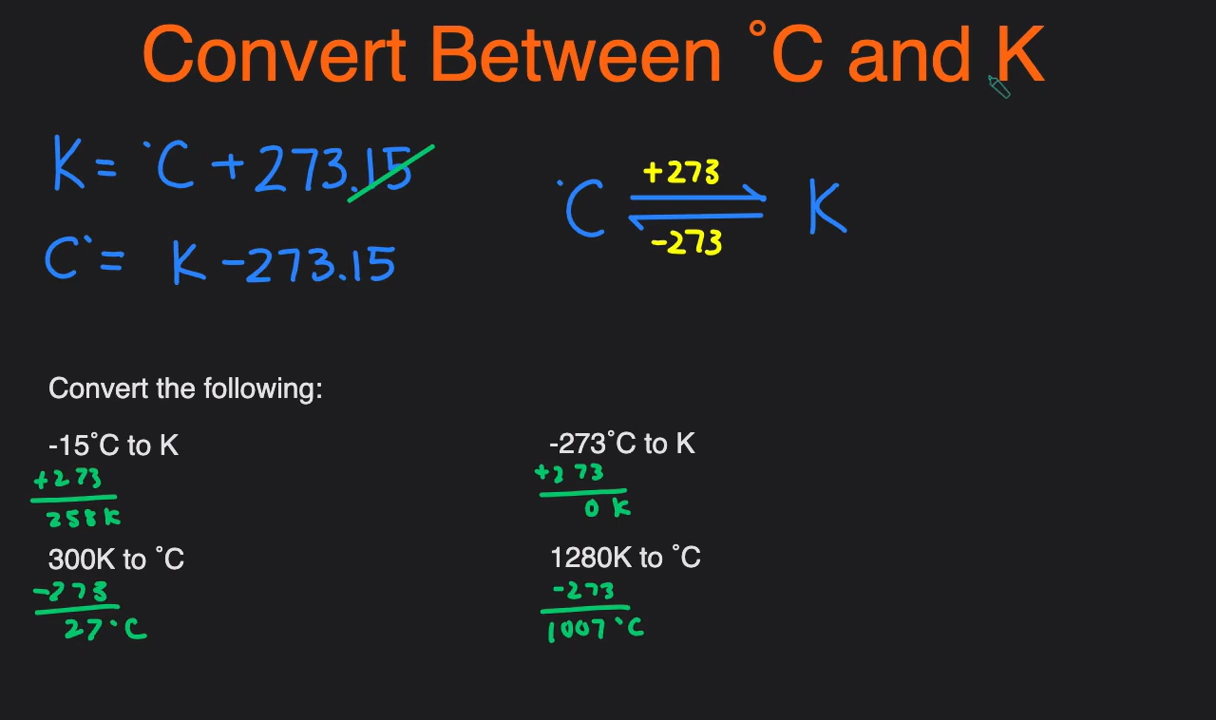 Convert Between ˚C and K
K = °C + 273.15
+273
°C ⇌ K
-273
C° = K - 273.15
Convert the following:
-15˚C to K
+273
258K
-273˚C to K
+273
0 K
300K to ˚C
-273
27°C
1280K to ˚C
-273
1007°C